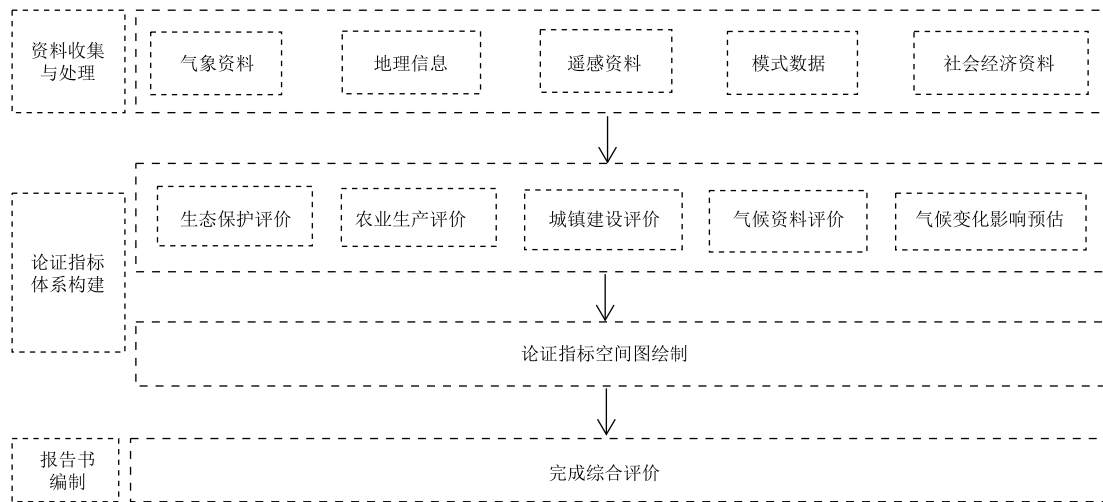 资料收集
与处理
气象资料
地理信息
遥感资料
模式数据
社会经济资料
论证指标
体系构建
生态保护评价
农业生产评价
城镇建设评价
气候资料评价
气候变化影响预估
论证指标空间图绘制
报告书
编制
完成综合评价